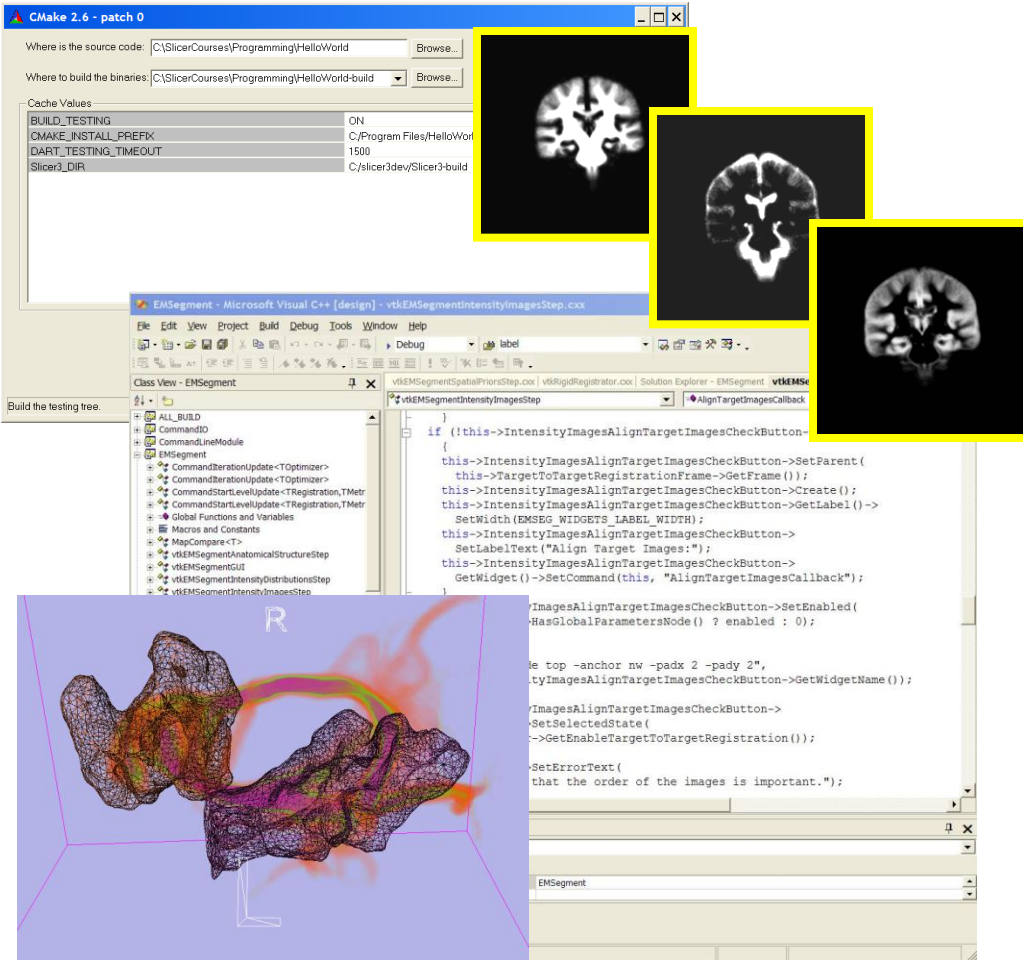 CMake 2.6 - patch 0
Where is the source code: C:\SlicerCourses\Programming\HelloWorld Browse...
Where to build the binaries: C:\SlicerCourses\Programming\HelloWorld-build Browse...
Cache Values
BUILD_TESTING ON
CMAKE_INSTALL_PREFIX C:/Program Files/HelloWorl
DART_TESTING_TIMEOUT 1500
Slicer3_DIR C:/slicer3dev/Slicer3-build
Build the testing tree.
EMSegment - Microsoft Visual C++ [design] - vtkEMSegmentIntensityImagesStep.cxx
File Edit View Project Build Debug Tools Window Help
Debug label
Class View - EMSegment
ALL_BUILD
CommandIO
CommandLineModule
EMSegment
CommandIterationUpdate<TOptimizer>
CommandIterationUpdate<TOptimizer>
CommandStartLevelUpdate<TRegistration,TMetr
CommandStartLevelUpdate<TRegistration,TMetr
Global Functions and Variables
Macros and Constants
MapCompare<T>
vtkEMSegmentAnatomicalStructureStep
vtkEMSegmentGUI
vtkEMSegmentIntensityDistributionsStep
vtkEMSegmentIntensityImagesStep
vtkEMSegmentSpatialPriorsStep.cxx vtkRigidRegistrator.cxx Solution Explorer - EMSegment vtkEMSe
vtkEMSegmentIntensityImagesStep AlignTargetImagesCallback
}
if (!this->IntensityImagesAlignTargetImagesCheckButton-
{
this->IntensityImagesAlignTargetImagesCheckButton->SetParent(
this->TargetToTargetRegistrationFrame->GetFrame());
this->IntensityImagesAlignTargetImagesCheckButton->Create();
this->IntensityImagesAlignTargetImagesCheckButton->GetLabel()->
SetWidth(EMSEG_WIDGETS_LABEL_WIDTH);
this->IntensityImagesAlignTargetImagesCheckButton->
SetLabelText("Align Target Images:");
this->IntensityImagesAlignTargetImagesCheckButton->
GetWidget()->SetCommand(this, "AlignTargetImagesCallback");
}
ityImagesAlignTargetImagesCheckButton->SetEnabled(
>HasGlobalParametersNode() ? enabled : 0);
de top -anchor nw -padx 2 -pady 2",
ityImagesAlignTargetImagesCheckButton->GetWidgetName());
ityImagesAlignTargetImagesCheckButton->
>SetSelectedState(
r->GetEnableTargetToTargetRegistration());
>SetErrorText(
that the order of the images is important.");
EMSegment
R
L